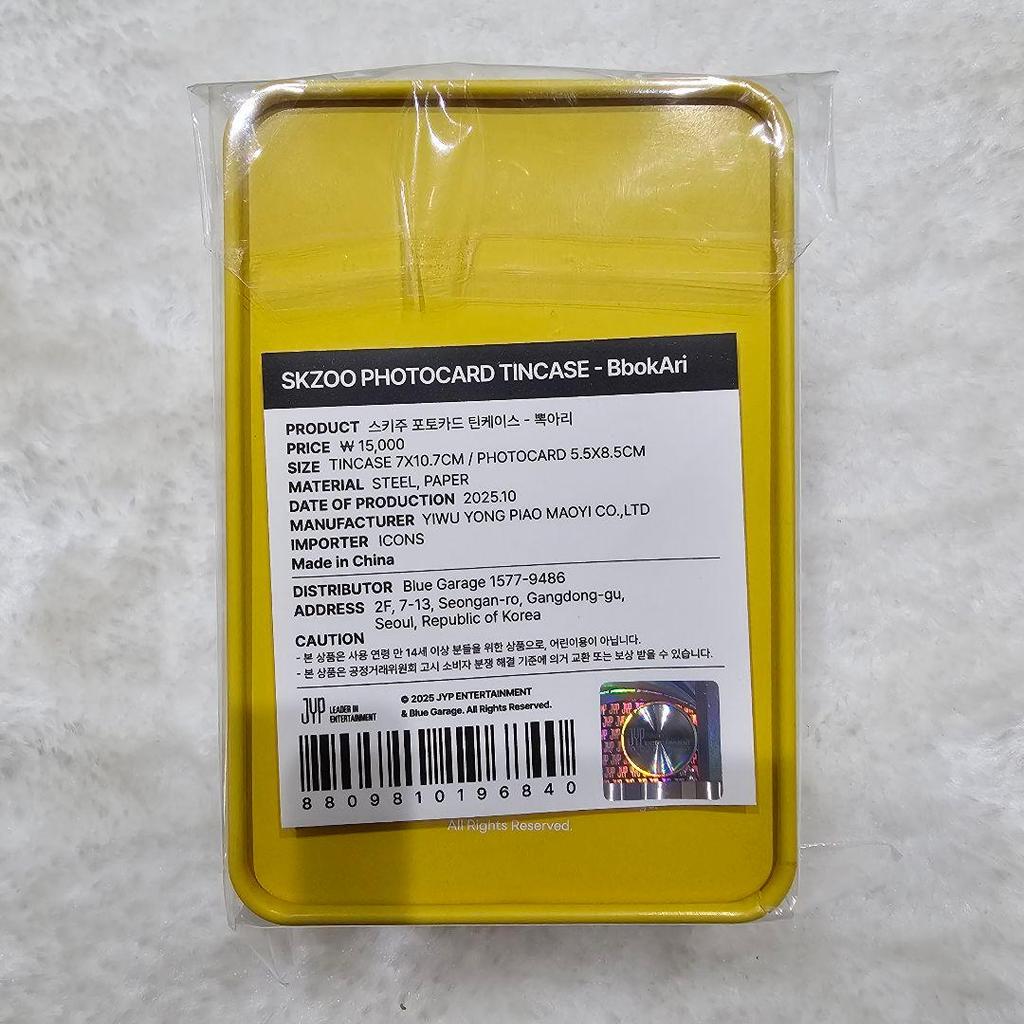 SKZOO PHOTOCARD TINCASE - BbokAri
PRODUCT 스키주 포토카드 틴케이스 - 뽁아리
PRICE ₩ 15,000
SIZE TINCASE 7X10.7CM / PHOTOCARD 5.5X8.5CM
MATERIAL STEEL, PAPER
DATE OF PRODUCTION 2025.10
MANUFACTURER YIWU YONG PIAO MAOYI CO.,LTD
IMPORTER ICONS
Made in China
DISTRIBUTOR Blue Garage 1577-9486
ADDRESS 2F, 7-13, Seongan-ro, Gangdong-gu,
Seoul, Republic of Korea
CAUTION
- 본 상품은 사용 연령 만 14세 이상 분들을 위한 상품으로, 어린이용이 아닙니다.
- 본 상품은 공정거래위원회 고시 소비자 분쟁 해결 기준에 의거 교환 또는 보상 받을 수 있습니다.
JYP LEADER IN
ENTERTAINMENT
© 2025 JYP ENTERTAINMENT
& Blue Garage. All Rights Reserved.
JYP
8809810196840
All Rights Reserved.